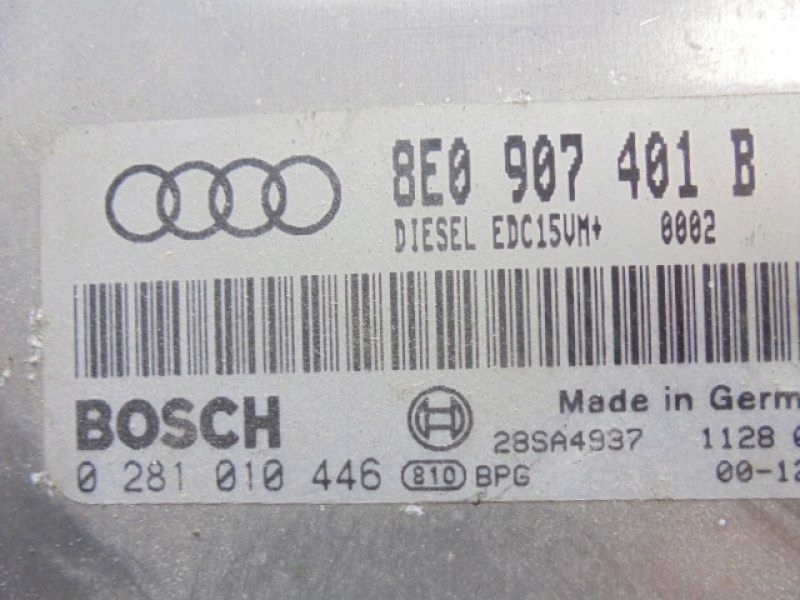 8E0 907 401 B
DIESEL EDC15VM+ 0002
BOSCH
Made in Germ
28SA4937 1128
0 281 010 446 810 BPG 00-12